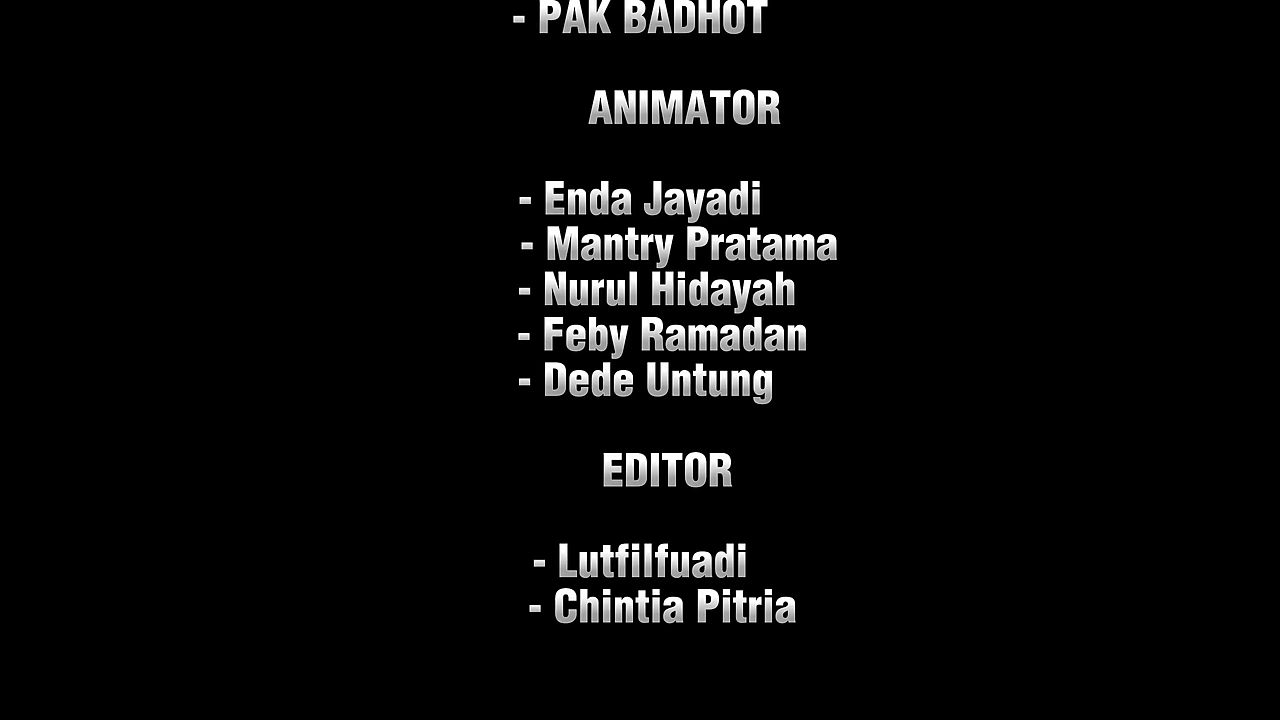 - PAK BADHOT
ANIMATOR
- Enda Jayadi
- Mantry Pratama
- Nurul Hidayah
- Feby Ramadan
- Dede Untung
EDITOR
- Lutfilfuadi
- Chintia Pitria